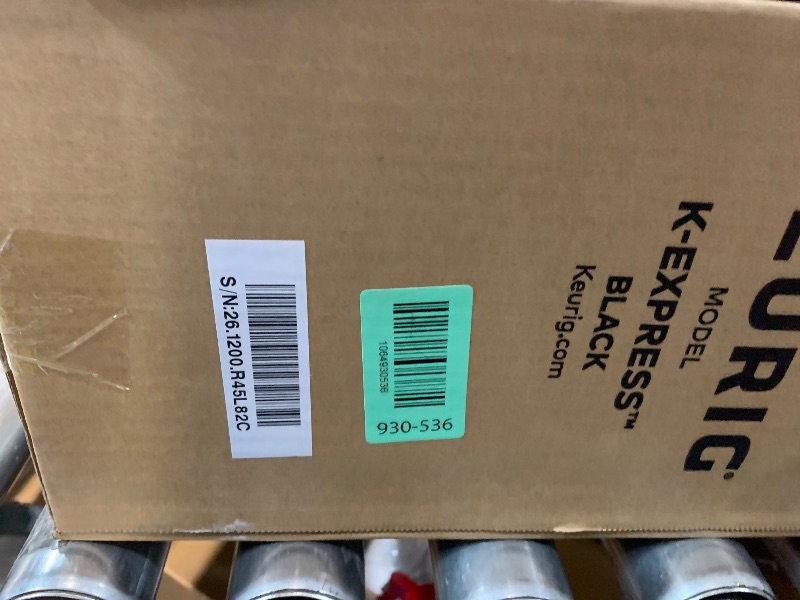 EURIG®
MODEL
K-EXPRESS™
BLACK
Keurig.com
1064930536
930-536
S/N:26.1200.R45L82C